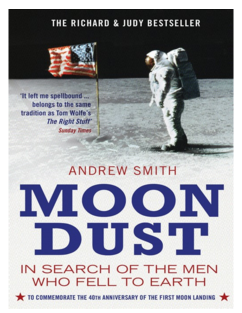 THE RICHARD & JUDY BESTSELLER
'It left me spellbound ...
belongs to the same
tradition as Tom Wolfe's
The Right Stuff'
Sunday Times
ANDREW SMITH
MOON
DUST
IN SEARCH OF THE MEN
WHO FELL TO EARTH
TO COMMEMORATE THE 40TH ANNIVERSARY OF THE FIRST MOON LANDING